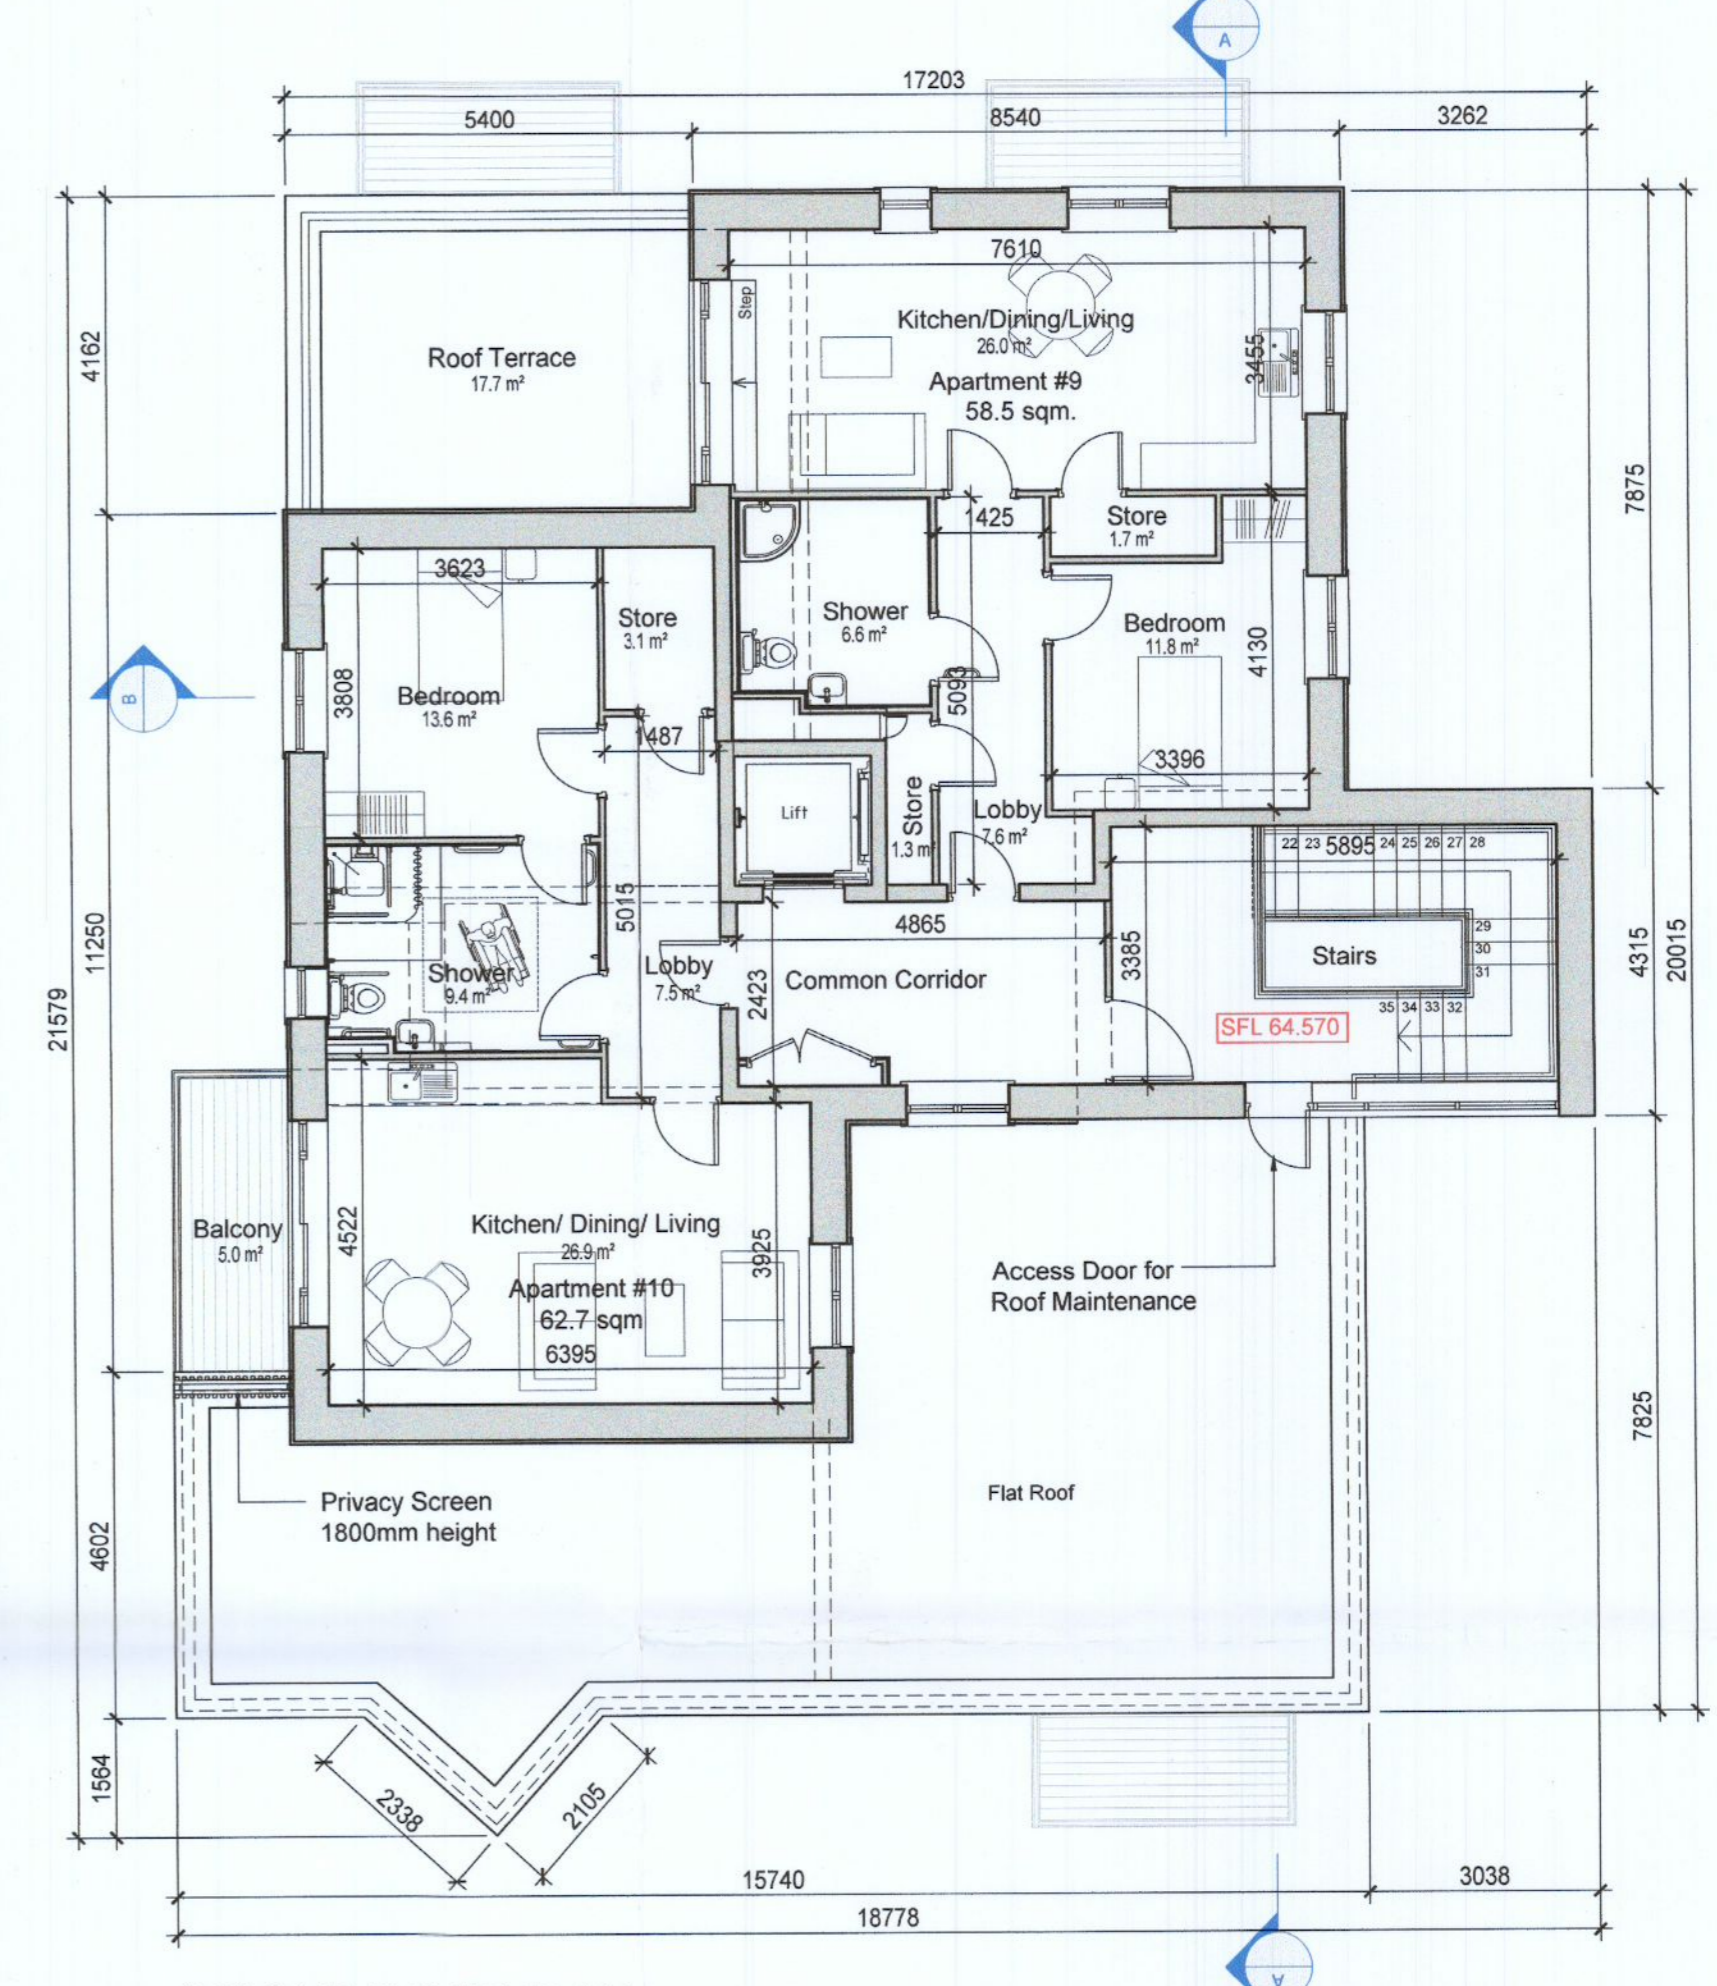 A
17203
5400
8540
3262
7610
Step
Kitchen/Dining/Living
26.0 m²
Apartment #9
58.5 sqm.
3455
Roof Terrace
17.7 m²
4162
7875
425
Store
1.7 m²
3623
Store
3.1 m²
Shower
6.6 m²
Bedroom
11.8 m²
4130
3808
Bedroom
13.6 m²
5093
B
1487
3396
Lift
Store
1.3 m
Lobby
7.6 m²
22 23 5895 24 25 26 27 28
5015
4865
11250
Shower
9.4 m²
Lobby
7.5 m²
2423
Common Corridor
3385
Stairs
29
30
31
35 34 33 32
SFL 64.570
4315
20015
21579
Balcony
5.0 m²
4522
Kitchen/ Dining/ Living
26.9 m²
Apartment #10
62.7 sqm
6395
3925
Access Door for
Roof Maintenance
7825
Privacy Screen
1800mm height
Flat Roof
4602
1564
2338
2105
15740
3038
18778
A